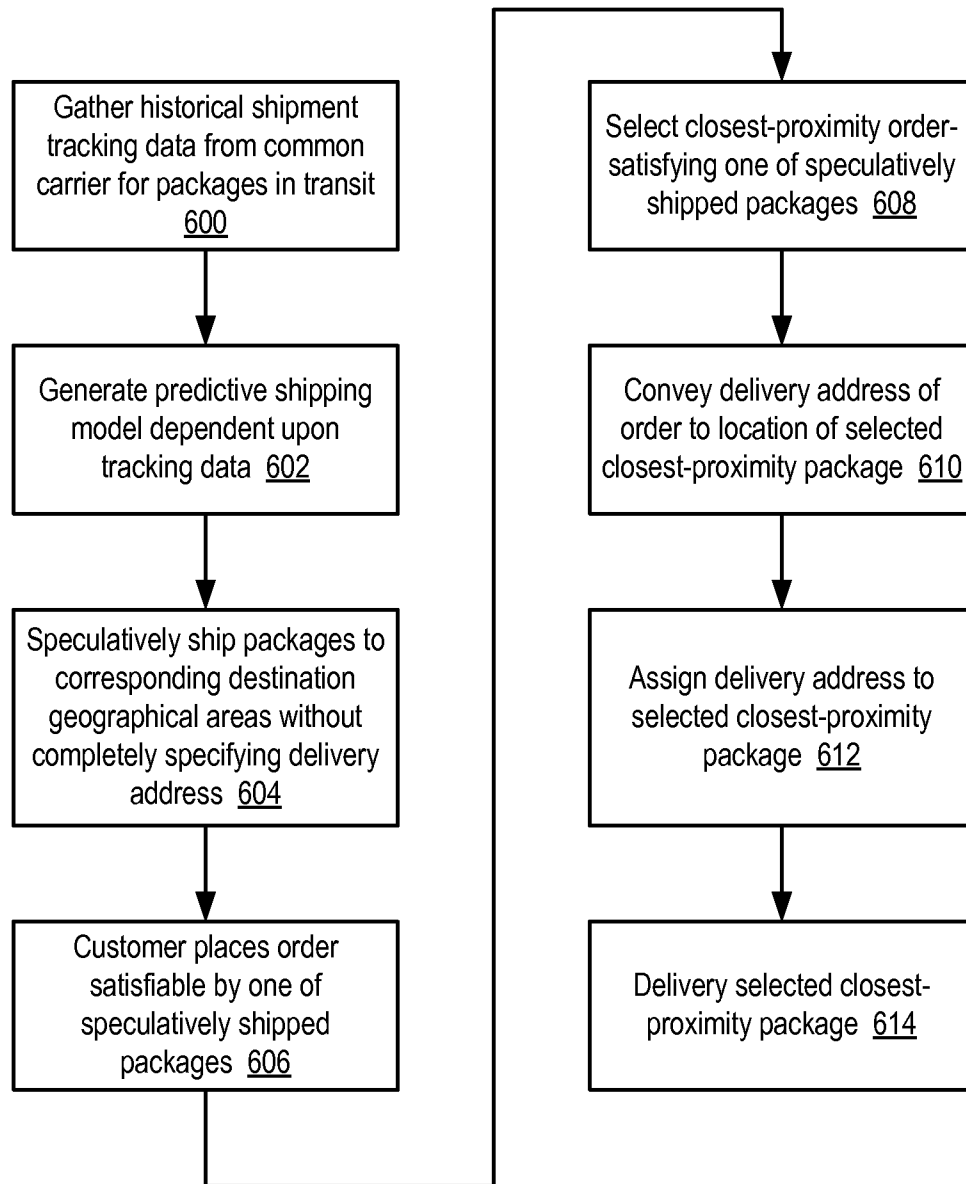 Gather historical shipment
tracking data from common
carrier for packages in transit
600
Generate predictive shipping
model dependent upon
tracking data 602
Speculatively ship packages to
corresponding destination
geographical areas without
completely specifying delivery
address 604
Customer places order
satisfiable by one of
speculatively shipped
packages 606
Select closest-proximity order-
satisfying one of speculatively
shipped packages 608
Convey delivery address of
order to location of selected
closest-proximity package 610
Assign delivery address to
selected closest-proximity
package 612
Delivery selected closest-
proximity package 614